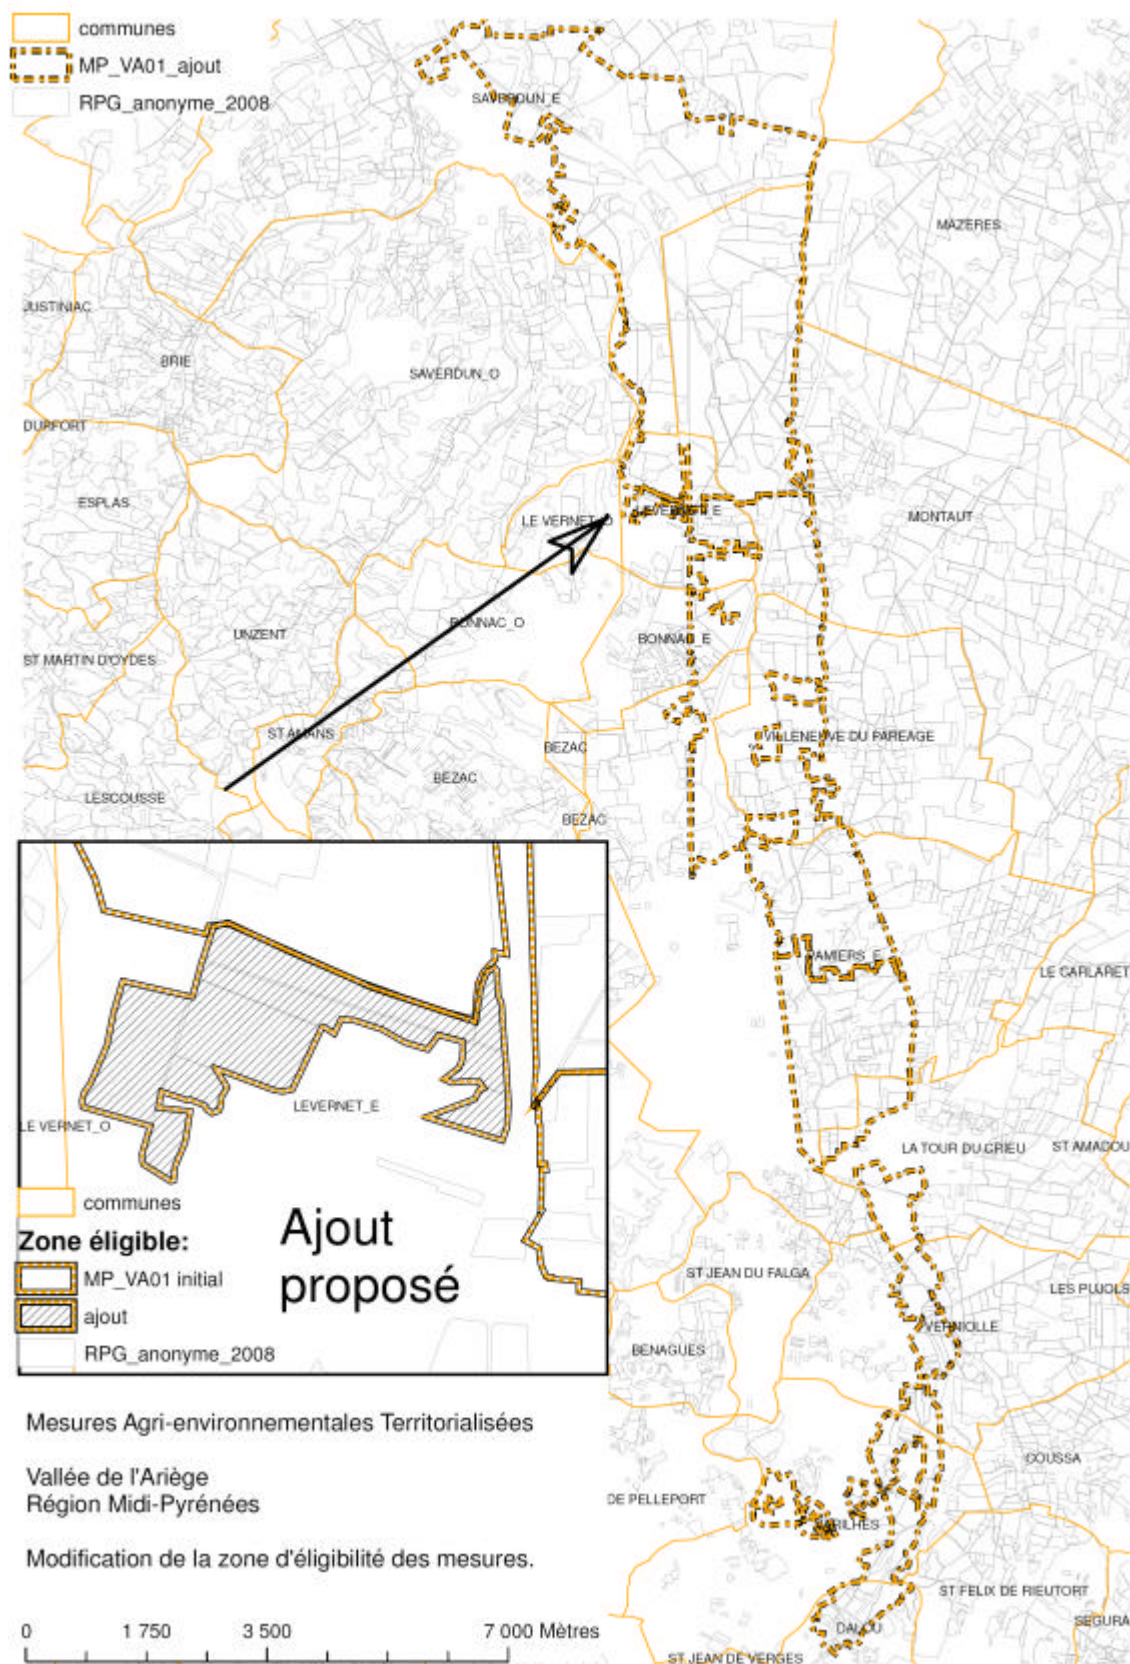 communes
MP_VA01_ajout
RPG_anonyme_2008
SAVERDUN_E
MAZERES
JUSTINIAC
BRIE
SAVERDUN_O
DURFORT
ESPLAS
LE VERNET_O
LEVERNET_E
MONTAUT
BONNAC_O
UNZENT
BONNAC_E
ST MARTIN D'OYDES
ST AMANS
VILLENEUVE DU PAREAGE
BEZAC
BEZAC
LESCOUSSE
BEZAC
PAMIERS_E
LE CARLARET
LEVERNET_E
LE VERNET_O
LA TOUR DU CRIEU
ST AMADOU
communes
Zone éligible:
MP_VA01 initial
ajout
RPG_anonyme_2008
Ajout
proposé
ST JEAN DU FALGA
LES PUJOLS
VERNIOLLE
BENAGUES
Mesures Agri-environnementales Territorialisées
Vallée de l'Ariège
Région Midi-Pyrénées
Modification de la zone d'éligibilité des mesures.
COUSSA
DE PELLEPORT
VARILHES
ST FELIX DE RIEUTORT
SEGURA
DALOU
ST JEAN DE VERGES
0 1 750 3 500 7 000 Mètres